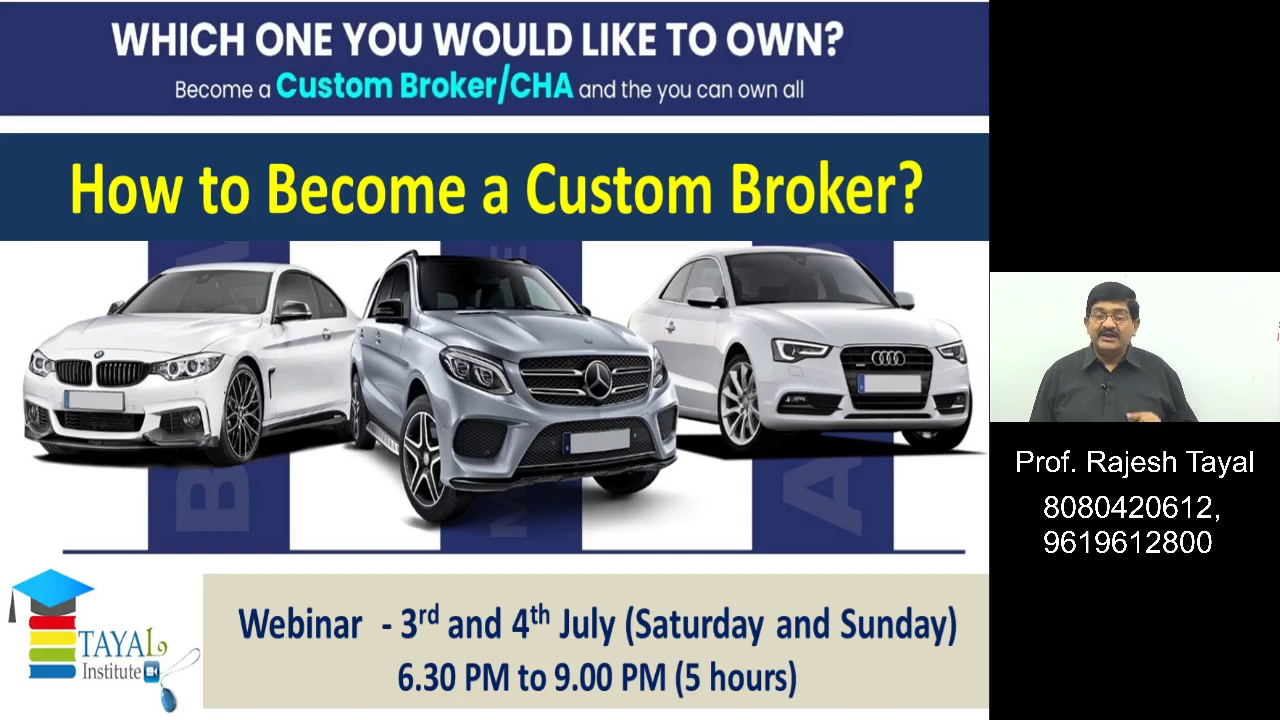 WHICH ONE YOU WOULD LIKE TO OWN?
Become a Custom Broker/CHA and the you can own all
How to Become a Custom Broker?
Prof. Rajesh Tayal
8080420612,
9619612800
TAYAL
Institute
Webinar - 3rd and 4th July (Saturday and Sunday)
6.30 PM to 9.00 PM (5 hours)